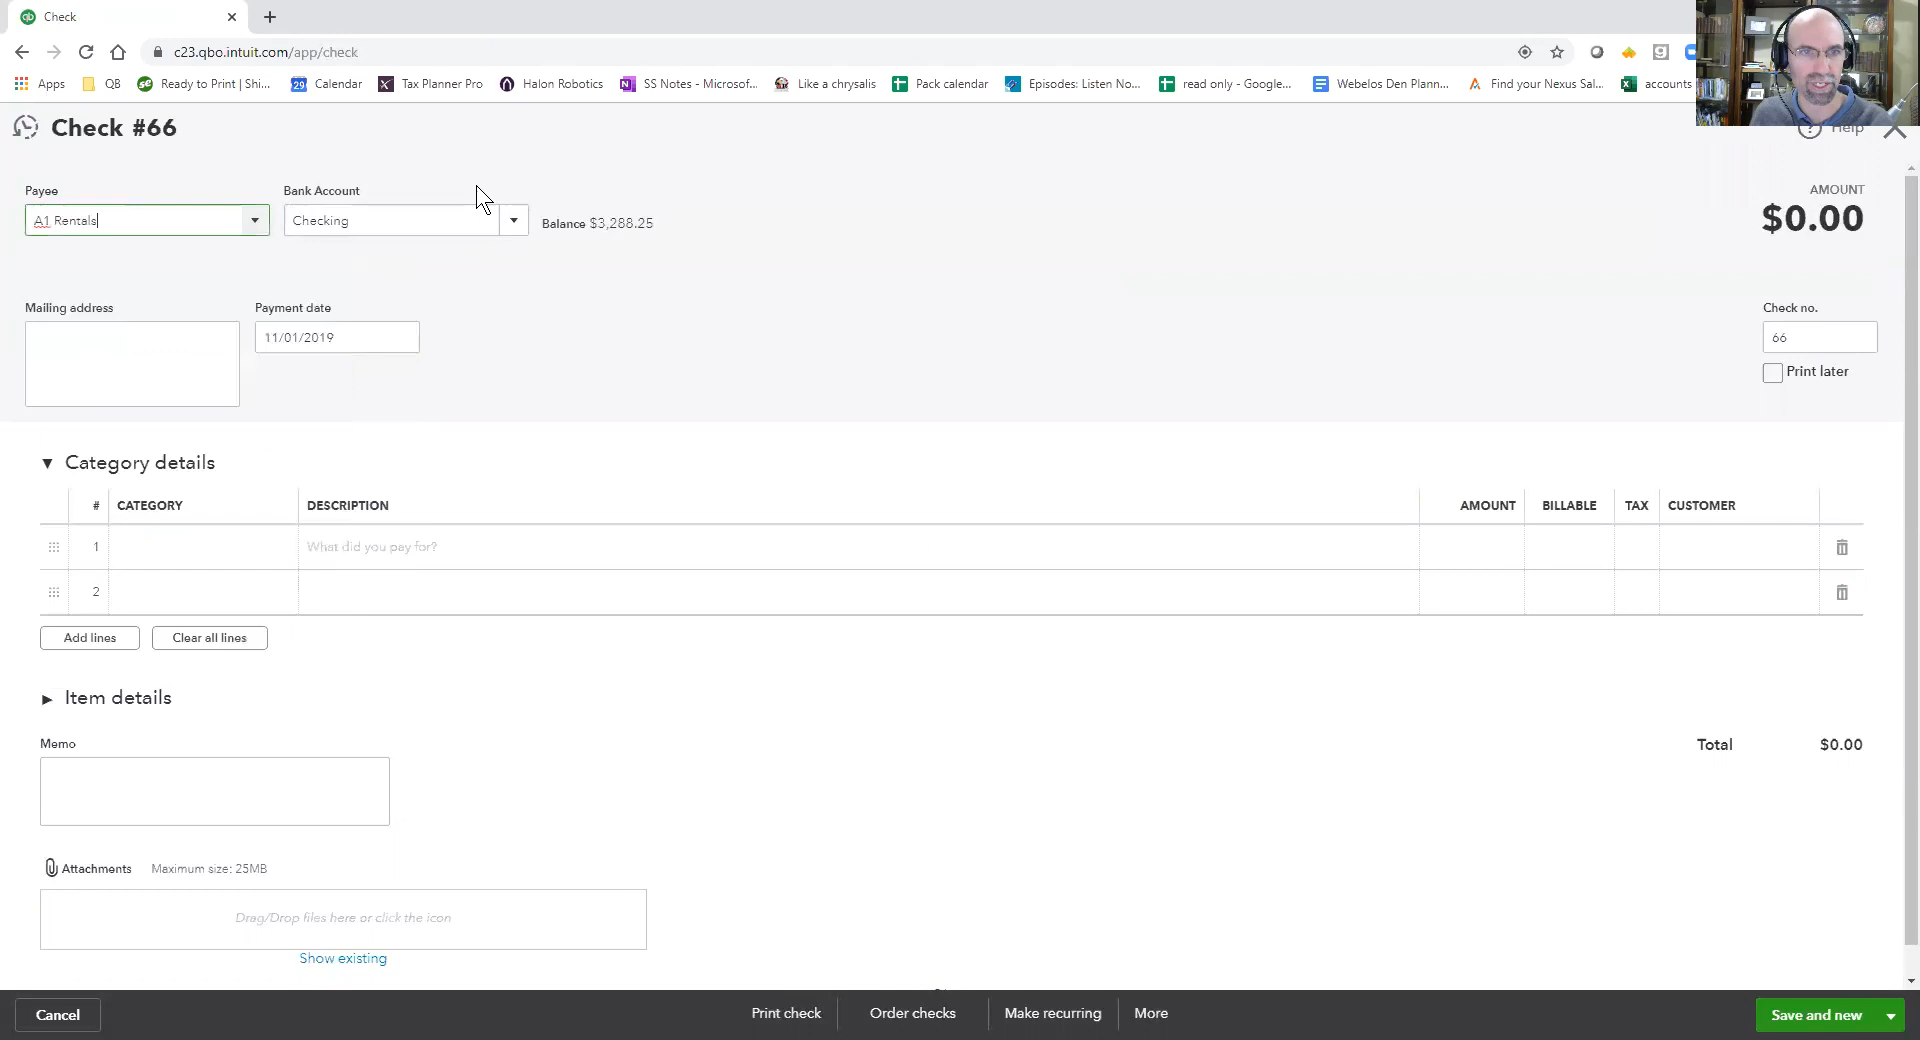 Check
c23.qbo.intuit.com/app/check
Apps QB Ready to Print | Shi... Calendar Tax Planner Pro Halon Robotics SS Notes - Microsof... Like a chrysalis Pack calendar Episodes: Listen No... read only - Google... Webelos Den Plann... Find your Nexus Sal... accounts
Check #66
Help
Payee
Bank Account
AMOUNT
A1 Rentals
Checking
Balance $3,288.25
$0.00
Mailing address
Payment date
Check no.
11/01/2019
66
Print later
Category details
# CATEGORY DESCRIPTION AMOUNT BILLABLE TAX CUSTOMER
1 What did you pay for?
2
Add lines Clear all lines
Item details
Memo
Total $0.00
Attachments Maximum size: 25MB
Drag/Drop files here or click the icon
Show existing
Cancel Print check Order checks Make recurring More Save and new